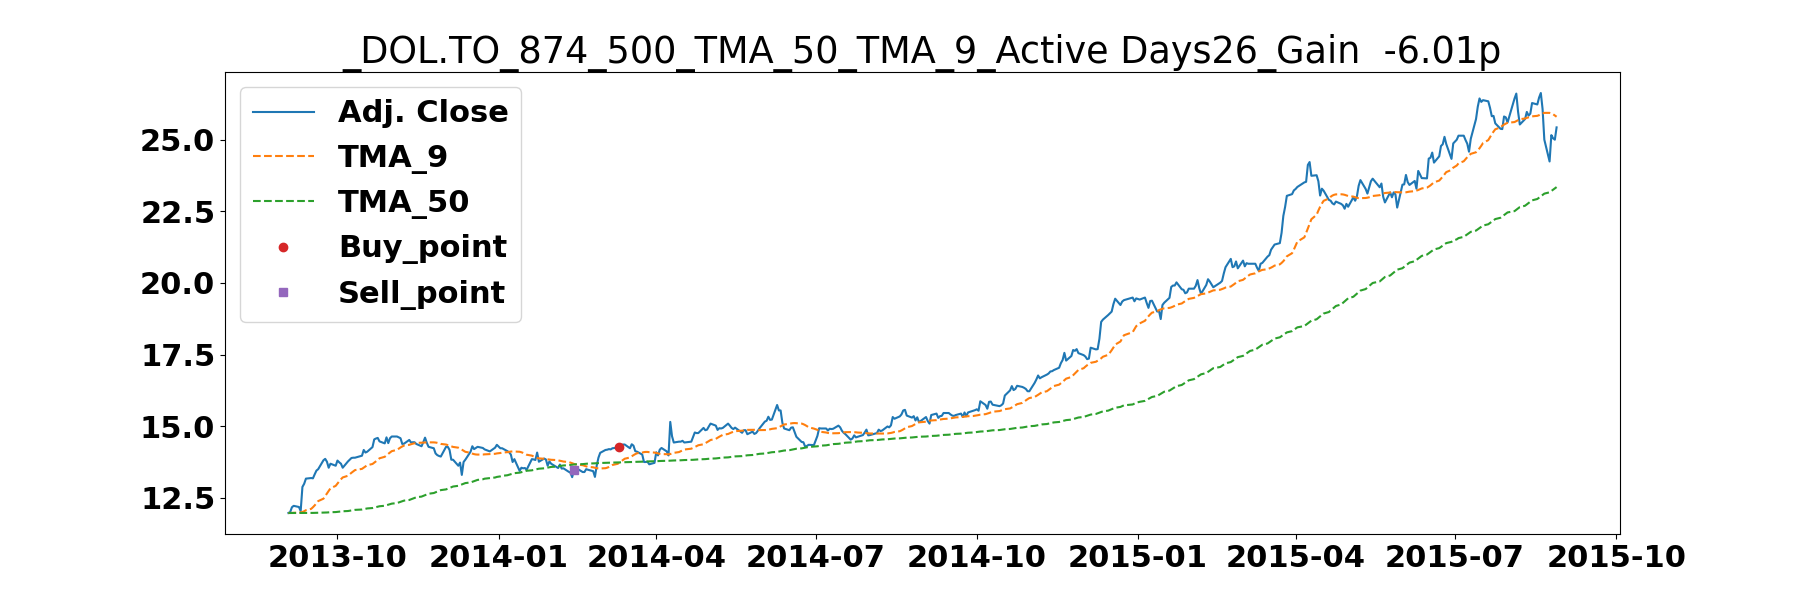 _DOL.TO_874_500_TMA_50_TMA_9_Active Days26_Gain  -6.01p
Adj. Close
TMA_9
TMA_50
Buy_point
Sell_point
25.0
22.5
20.0
17.5
15.0
12.5
2013-10 2014-01 2014-04 2014-07 2014-10 2015-01 2015-04 2015-07 2015-10